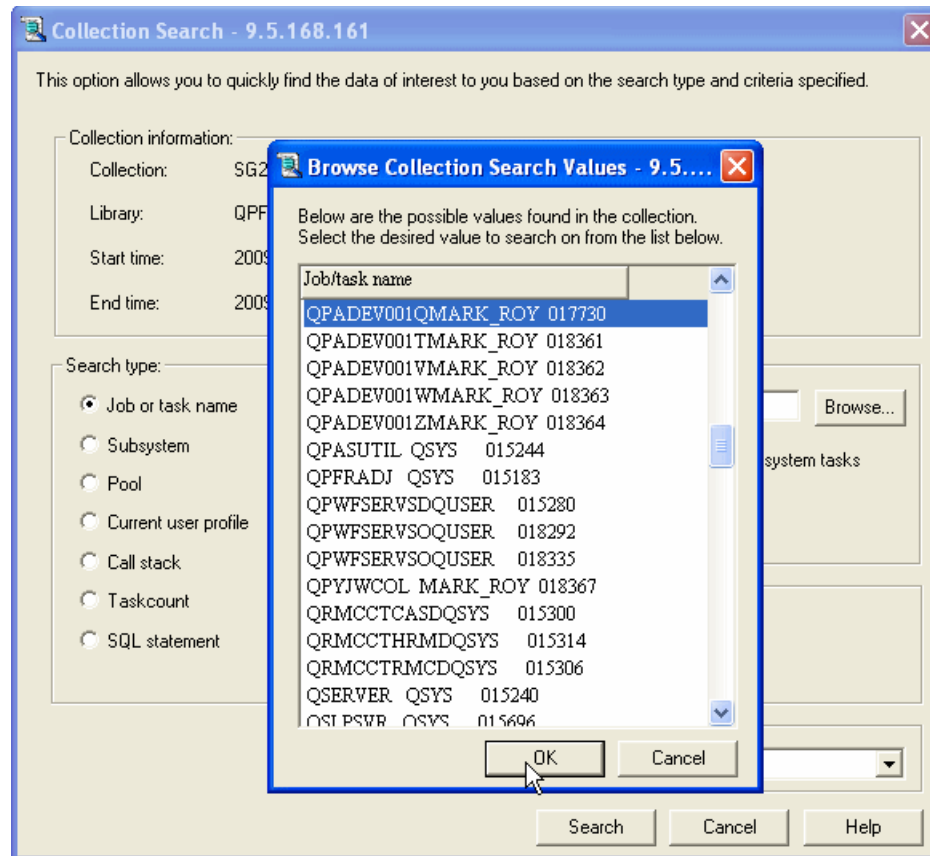 Collection Search - 9.5.168.161
This option allows you to quickly find the data of interest to you based on the search type and criteria specified.
Collection information:
Collection: SG2
Library: QPF
Start time: 2009
End time: 2009
Browse Collection Search Values - 9.5....
Below are the possible values found in the collection.
Select the desired value to search on from the list below.
Job/task name
QPADEV001QMARK_ROY 017730
QPADEV001TMARK_ROY 018361
QPADEV001VMARK_ROY 018362
QPADEV001WMARK_ROY 018363
QPADEV001ZMARK_ROY 018364
QPASUTIL QSYS 015244
QPFRADJ QSYS 015183
QPWFSERVSDQUSER 015280
QPWFSERVSOQUSER 018292
QPWFSERVSOQUSER 018335
QPYJWCOL MARK_ROY 018367
QRMCCTCASDQSYS 015300
QRMCCTHRMDQSYS 015314
QRMCCTRMCDQSYS 015306
QSERVER QSYS 015240
QSLPSVR QSYS 015696
OK Cancel
Search type:
Job or task name
Subsystem
Pool
Current user profile
Call stack
Taskcount
SQL statement
Browse...
system tasks
Search Cancel Help